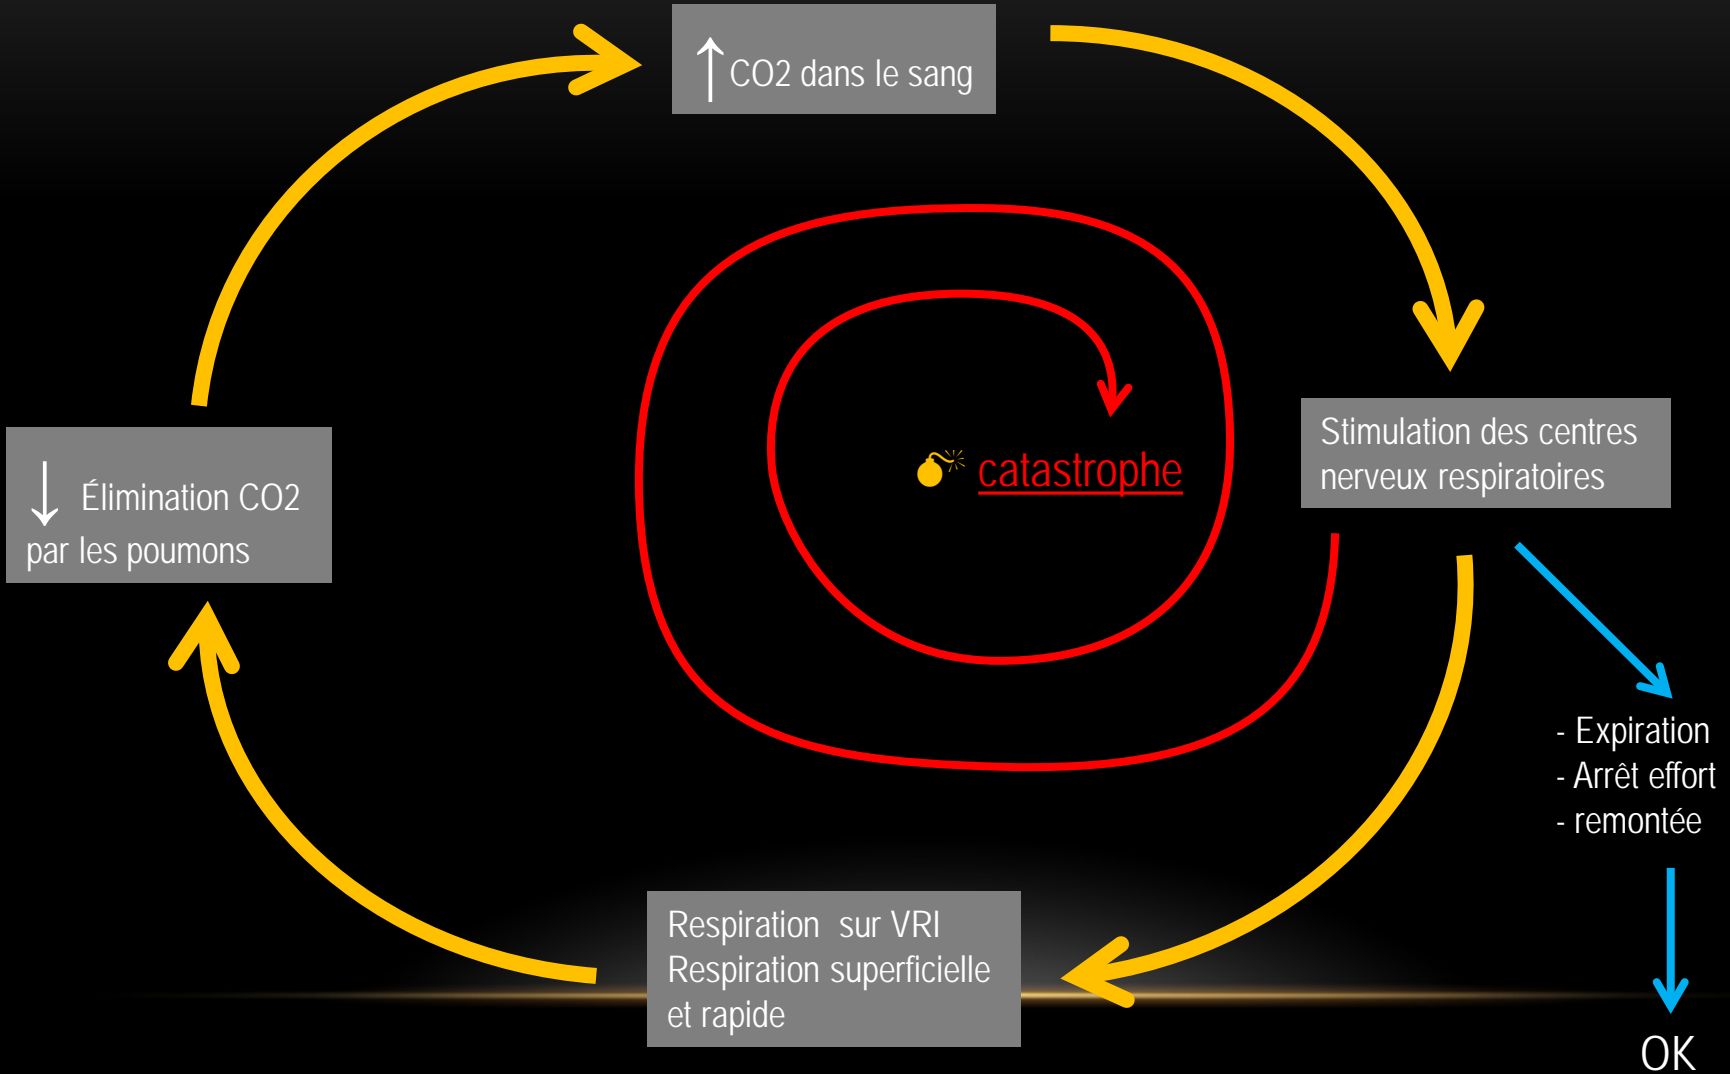 ↑ CO2 dans le sang
Stimulation des centres
nerveux respiratoires
↓ Élimination CO2
par les poumons
catastrophe
- Expiration
- Arrêt effort
- remontée
Respiration sur VRI
Respiration superficielle
et rapide
OK